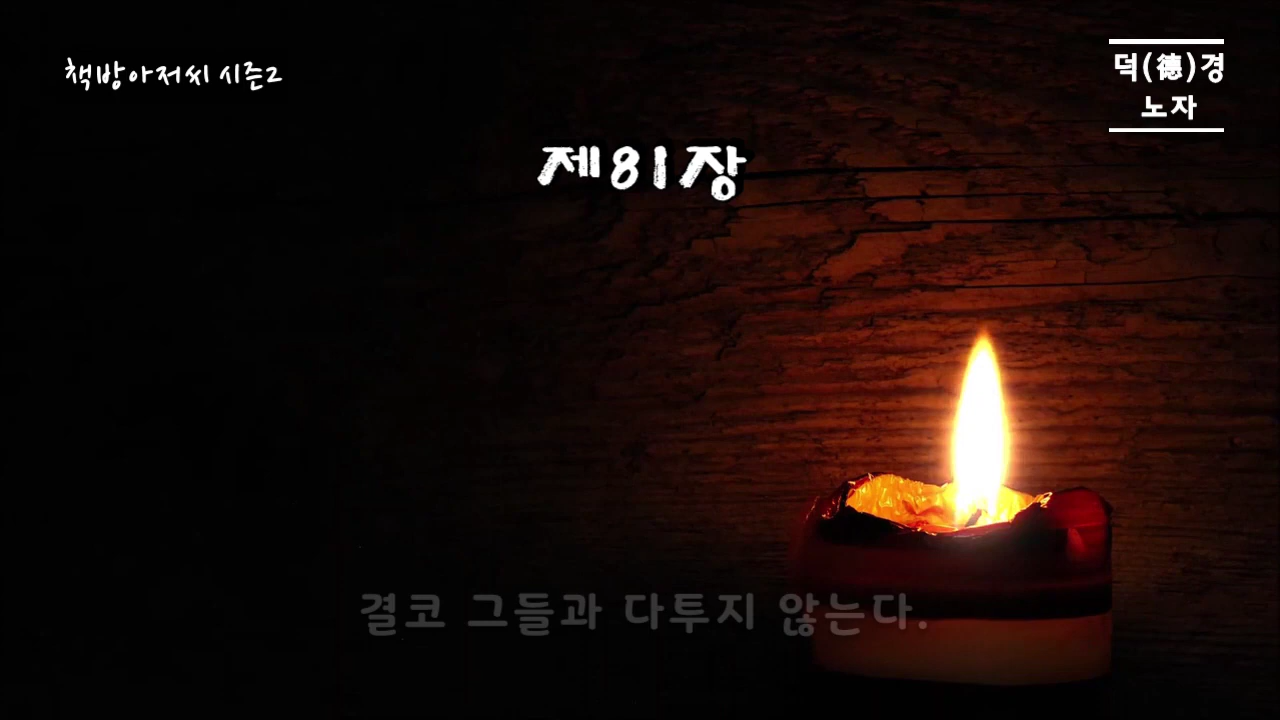 책방아저씨 시즌2
덕(德)경
노자
제81장
결코 그들과 다투지 않는다.